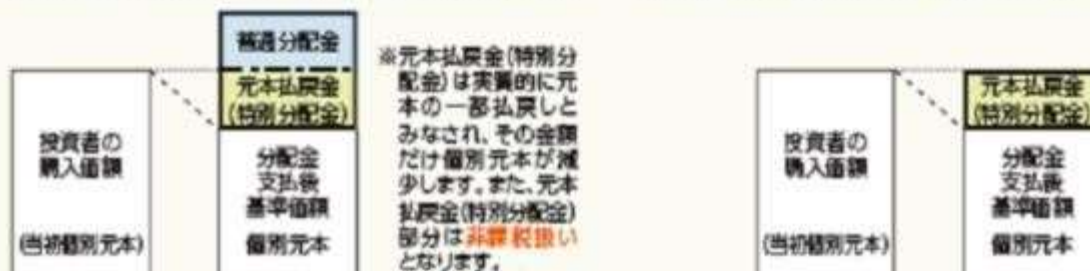 普通分配金
元本払戻金
(特別分配金)
投資者の
購入価額
(当初個別元本)
分配金
支払後
基準価額
個別元本
※元本払戻金(特別分
配金)は実質的に元
本の一部払戻しと
みなされ、その金額
だけ個別元本が減
少します。また、元本
払戻金(特別分配金)
部分は非課税扱い
となります。
投資者の
購入価額
(当初個別元本)
元本払戻金
(特別分配金)
分配金
支払後
基準価額
個別元本